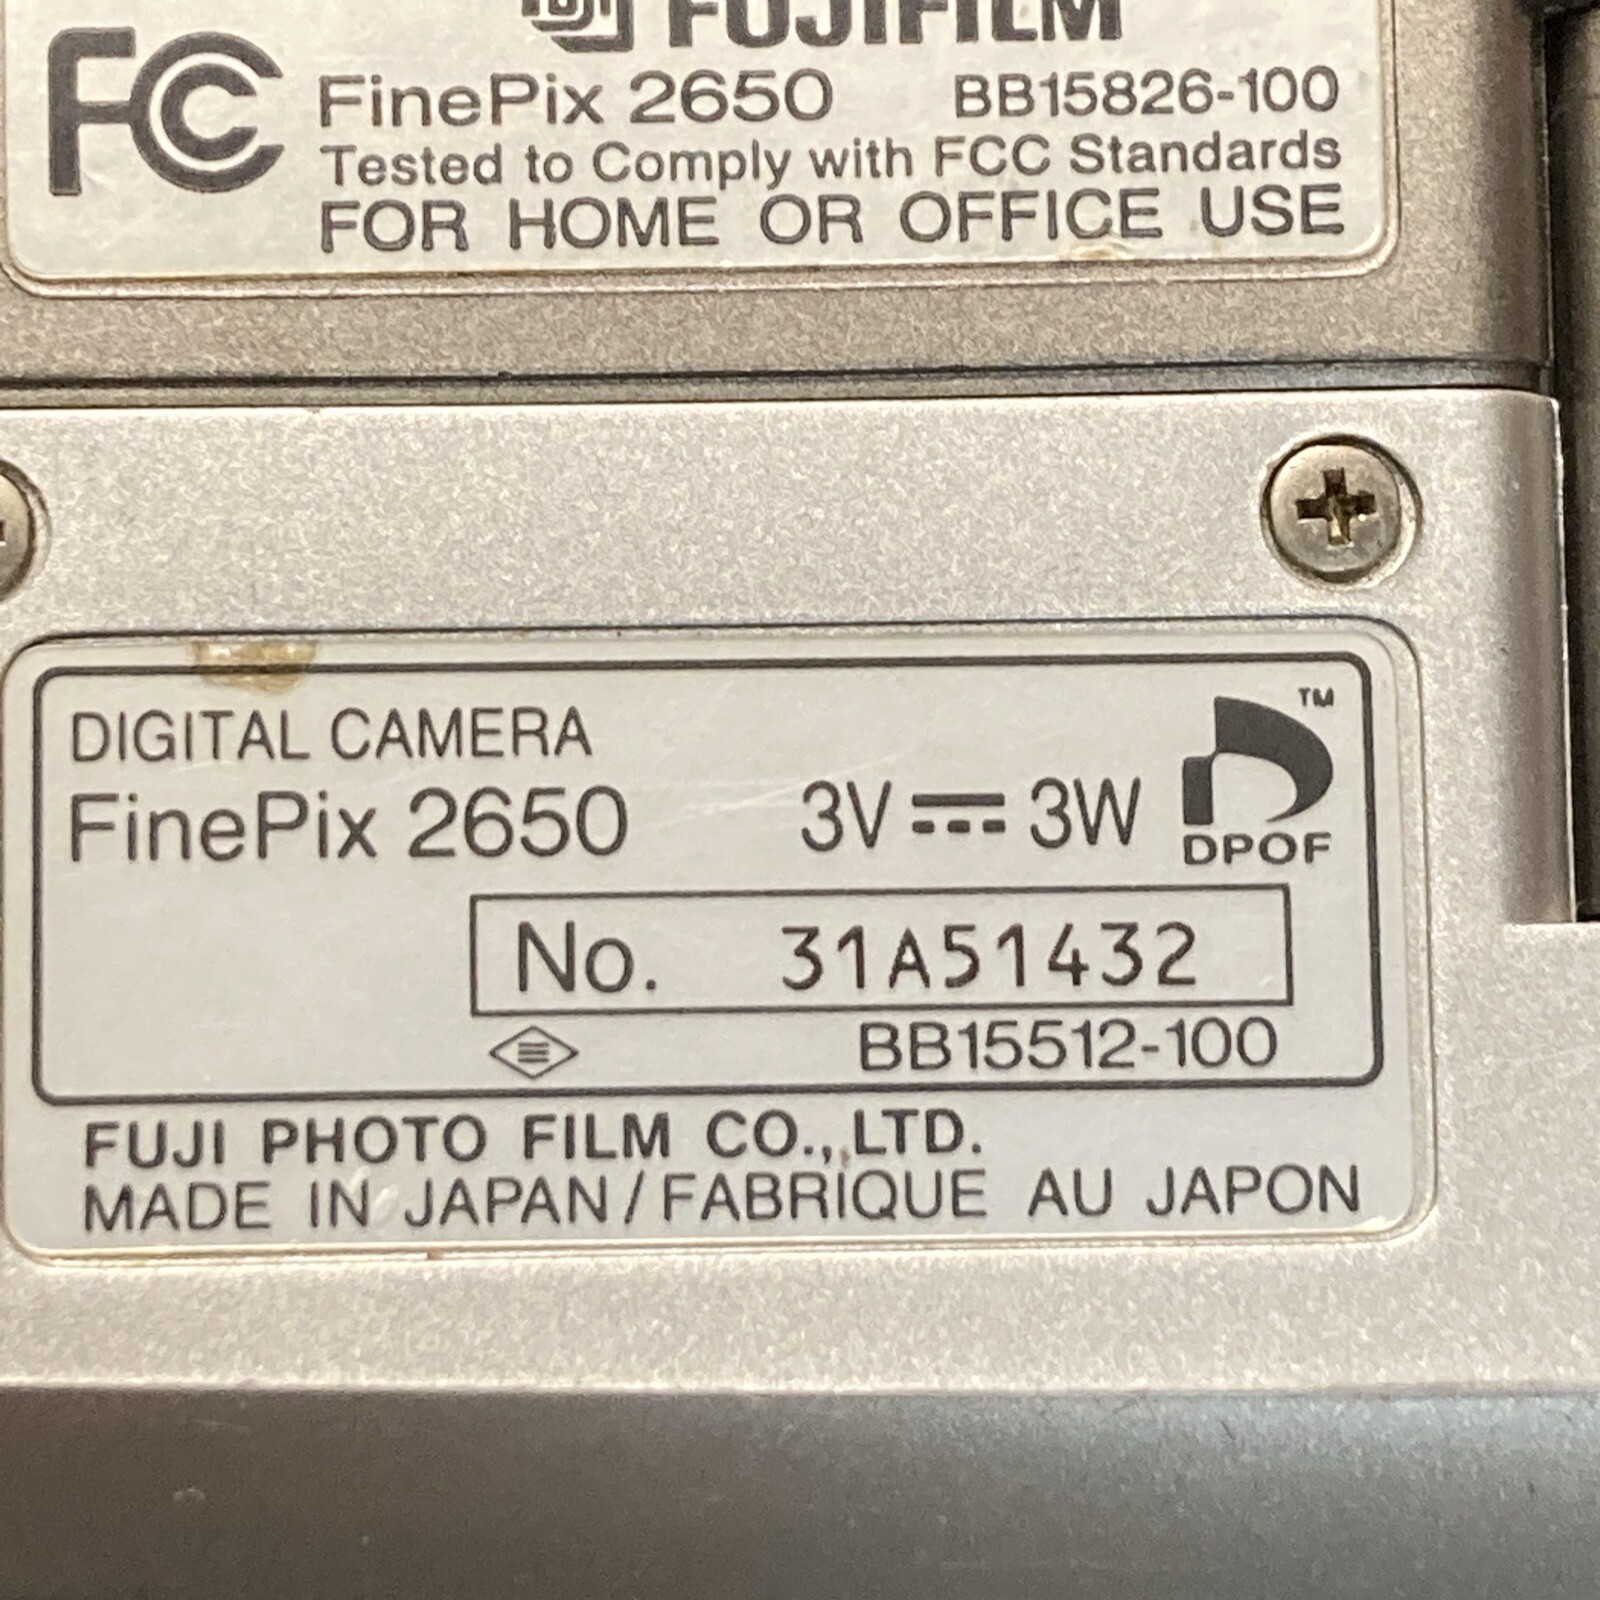 FUJIFILM
FC FinePix 2650 BB15826-100
Tested to Comply with FCC Standards
FOR HOME OR OFFICE USE
DIGITAL CAMERA
FinePix 2650 3V⎓3W
TM
DPOF
No. 31A51432
BB15512-100
FUJI PHOTO FILM CO.,LTD.
MADE IN JAPAN/FABRIQUE AU JAPON